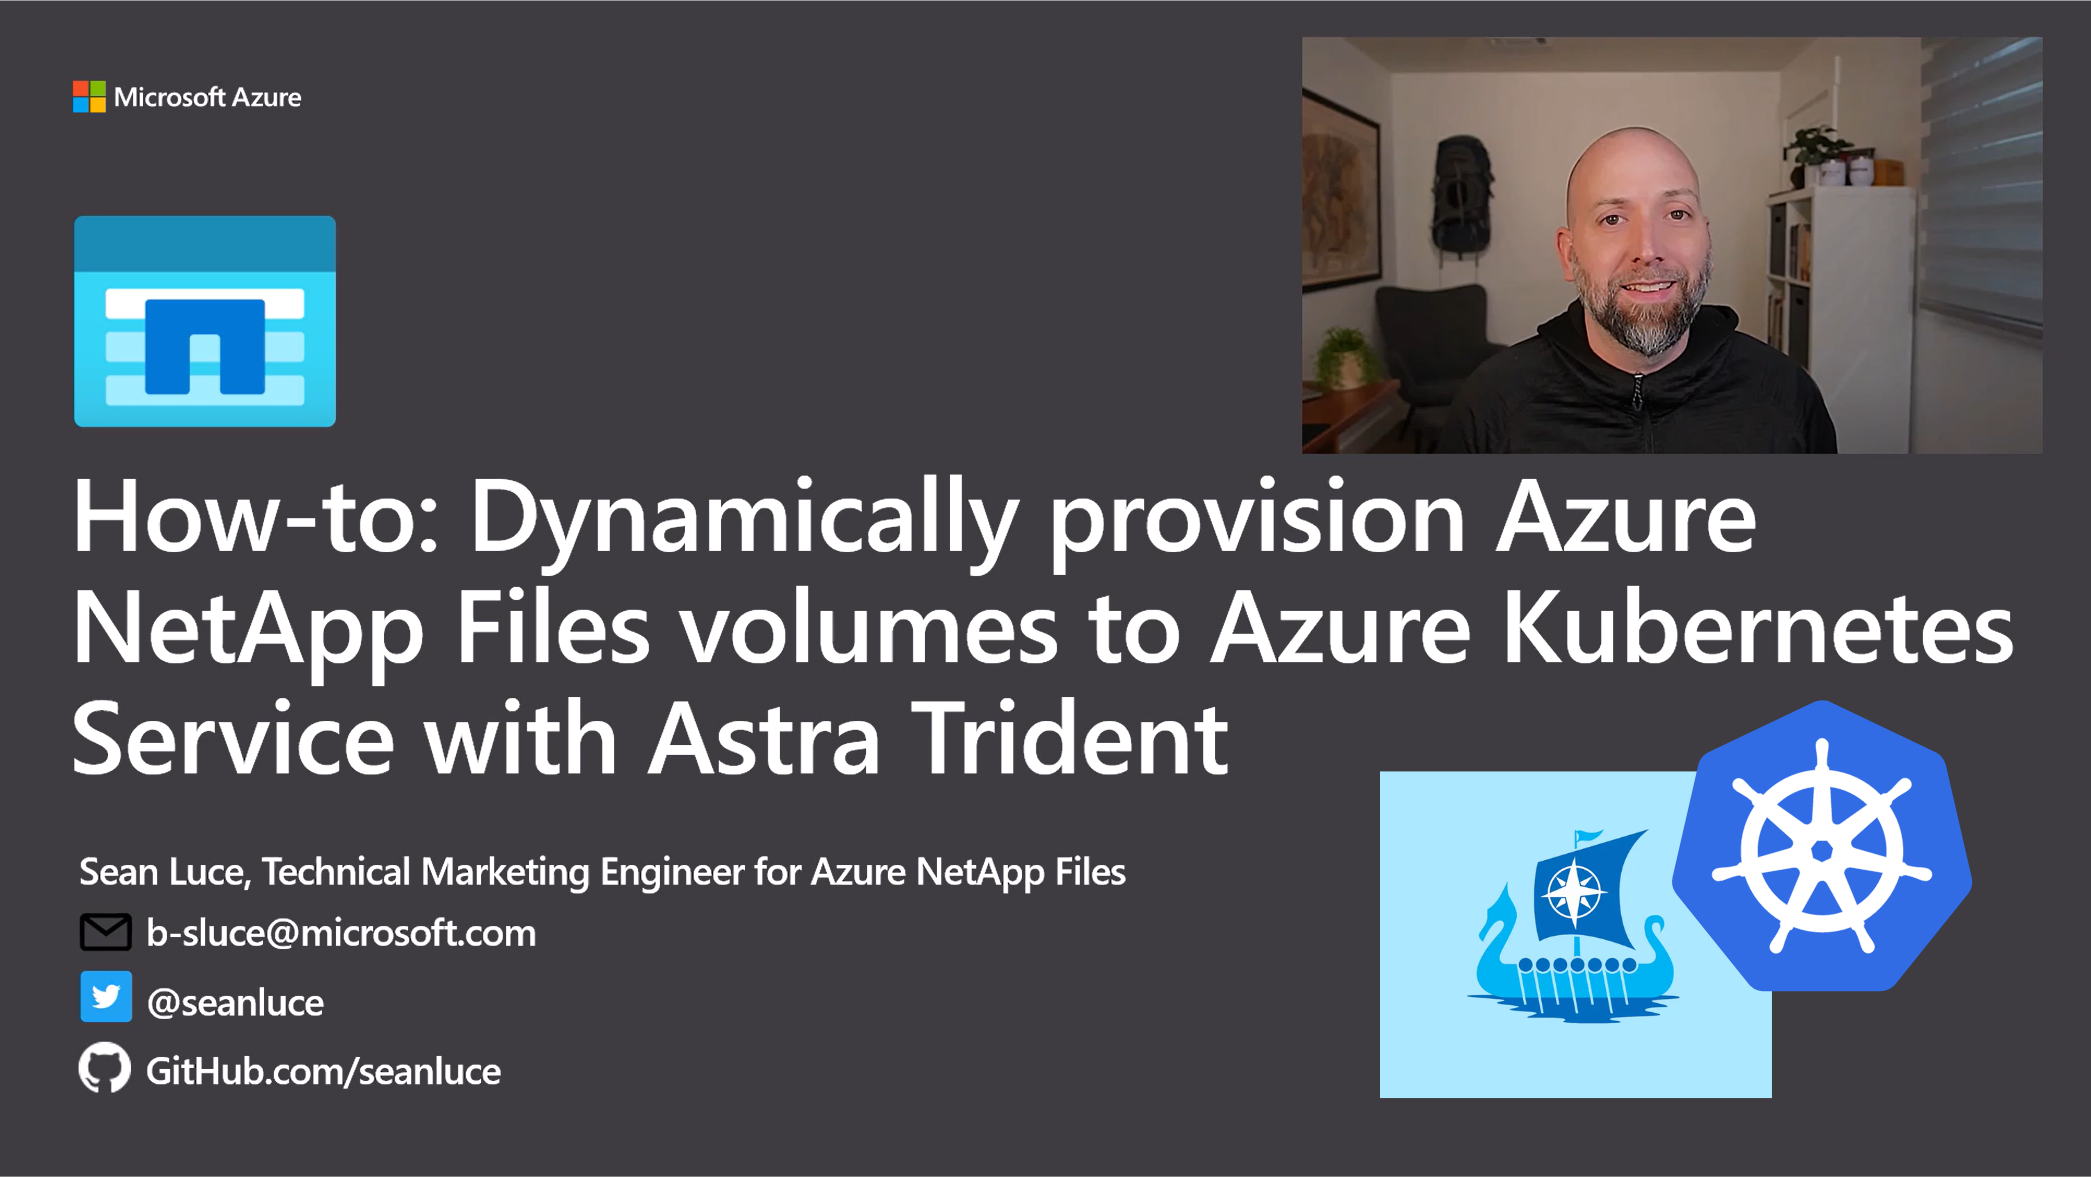 Microsoft Azure
How-to: Dynamically provision Azure
NetApp Files volumes to Azure Kubernetes
Service with Astra Trident
Sean Luce, Technical Marketing Engineer for Azure NetApp Files
b-sluce@microsoft.com
@seanluce
GitHub.com/seanluce